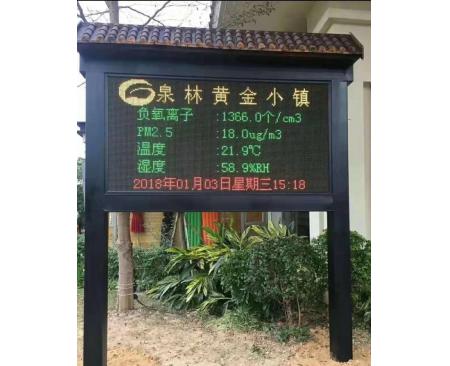 泉林黄金小镇
负氧离子 :1366.0个/cm3
PM2.5 :18.0ug/m3
温度 :21.9℃
湿度 :58.9%RH
2018年01月03日星期三15:18